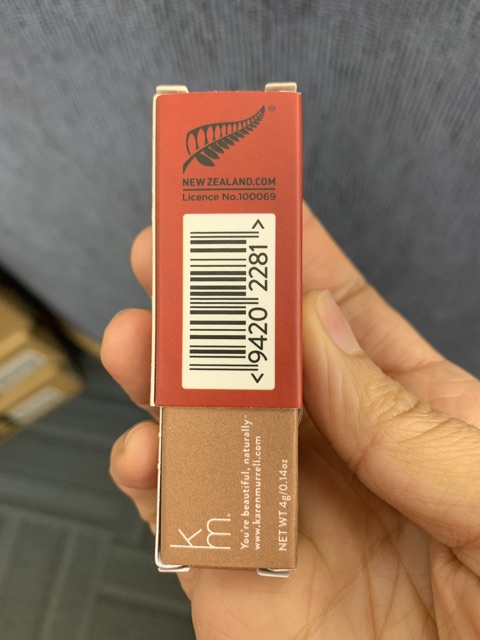 NEW ZEALAND.COM
Licence No.100069
<9420 2281>
km®
You're beautiful, naturally™
www.karenmurrell.com
NET WT 4g/0.14oz